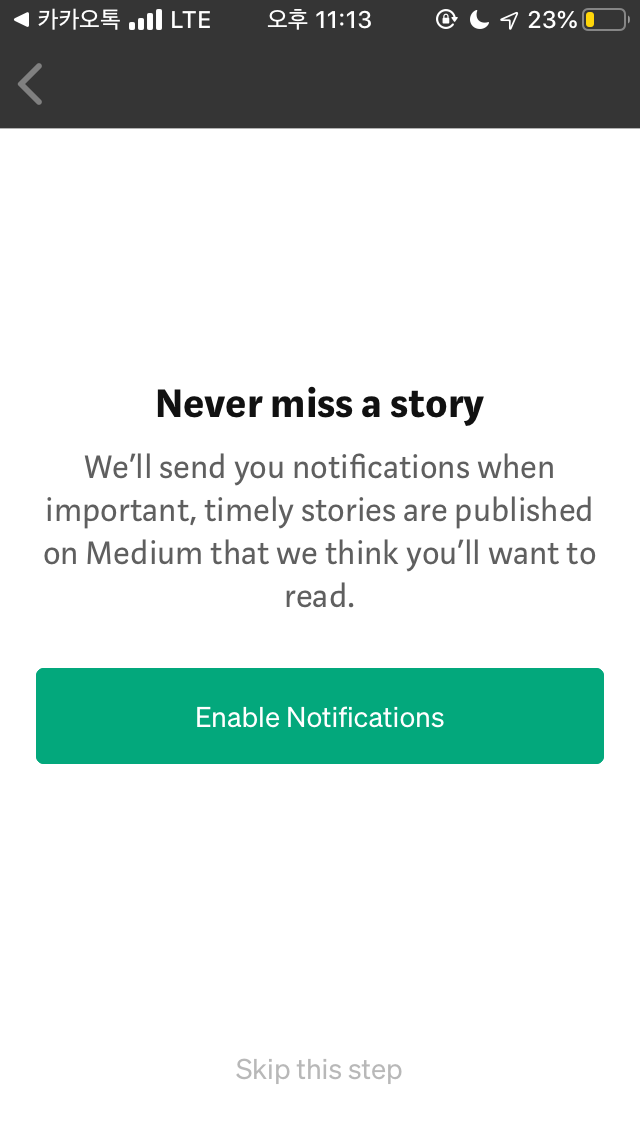 카카오톡 LTE 오후 11:13 23%
Never miss a story
We’ll send you notifications when
important, timely stories are published
on Medium that we think you’ll want to
read.
Enable Notifications
Skip this step